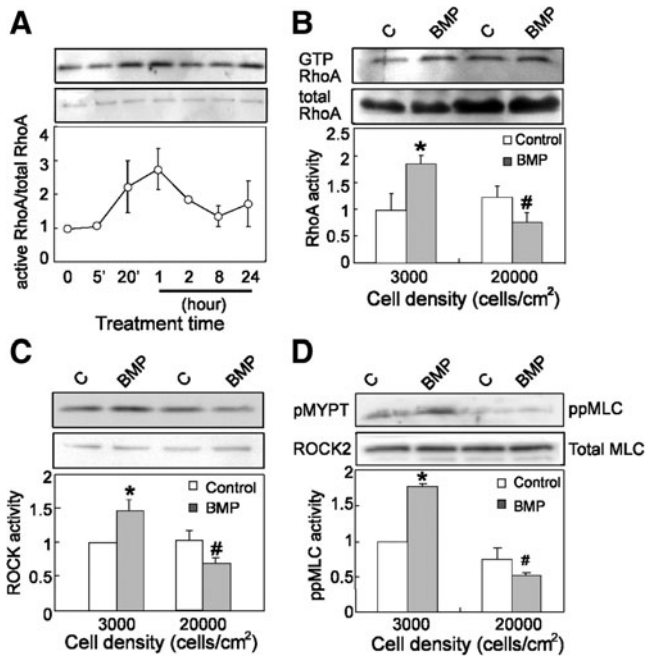 A
active RhoA/total RhoA
4
3
2
1
0
0 5' 20' 1 2 8 24
(hour)
Treatment time
B
C BMP C BMP
GTP
RhoA
total
RhoA
RhoA activity
2.5
2
1.5
1
0.5
0
Control
BMP
*
#
3000 20000
Cell density (cells/cm²)
C
C BMP C BMP
ROCK activity
2
1.5
1
0.5
0
Control
BMP
*
#
3000 20000
Cell density (cells/cm²)
D
C BMP C BMP
pMYPT ppMLC
ROCK2 Total MLC
ppMLC activity
2
1.5
1
0.5
0
Control
BMP
*
#
3000 20000
Cell density (cells/cm²)